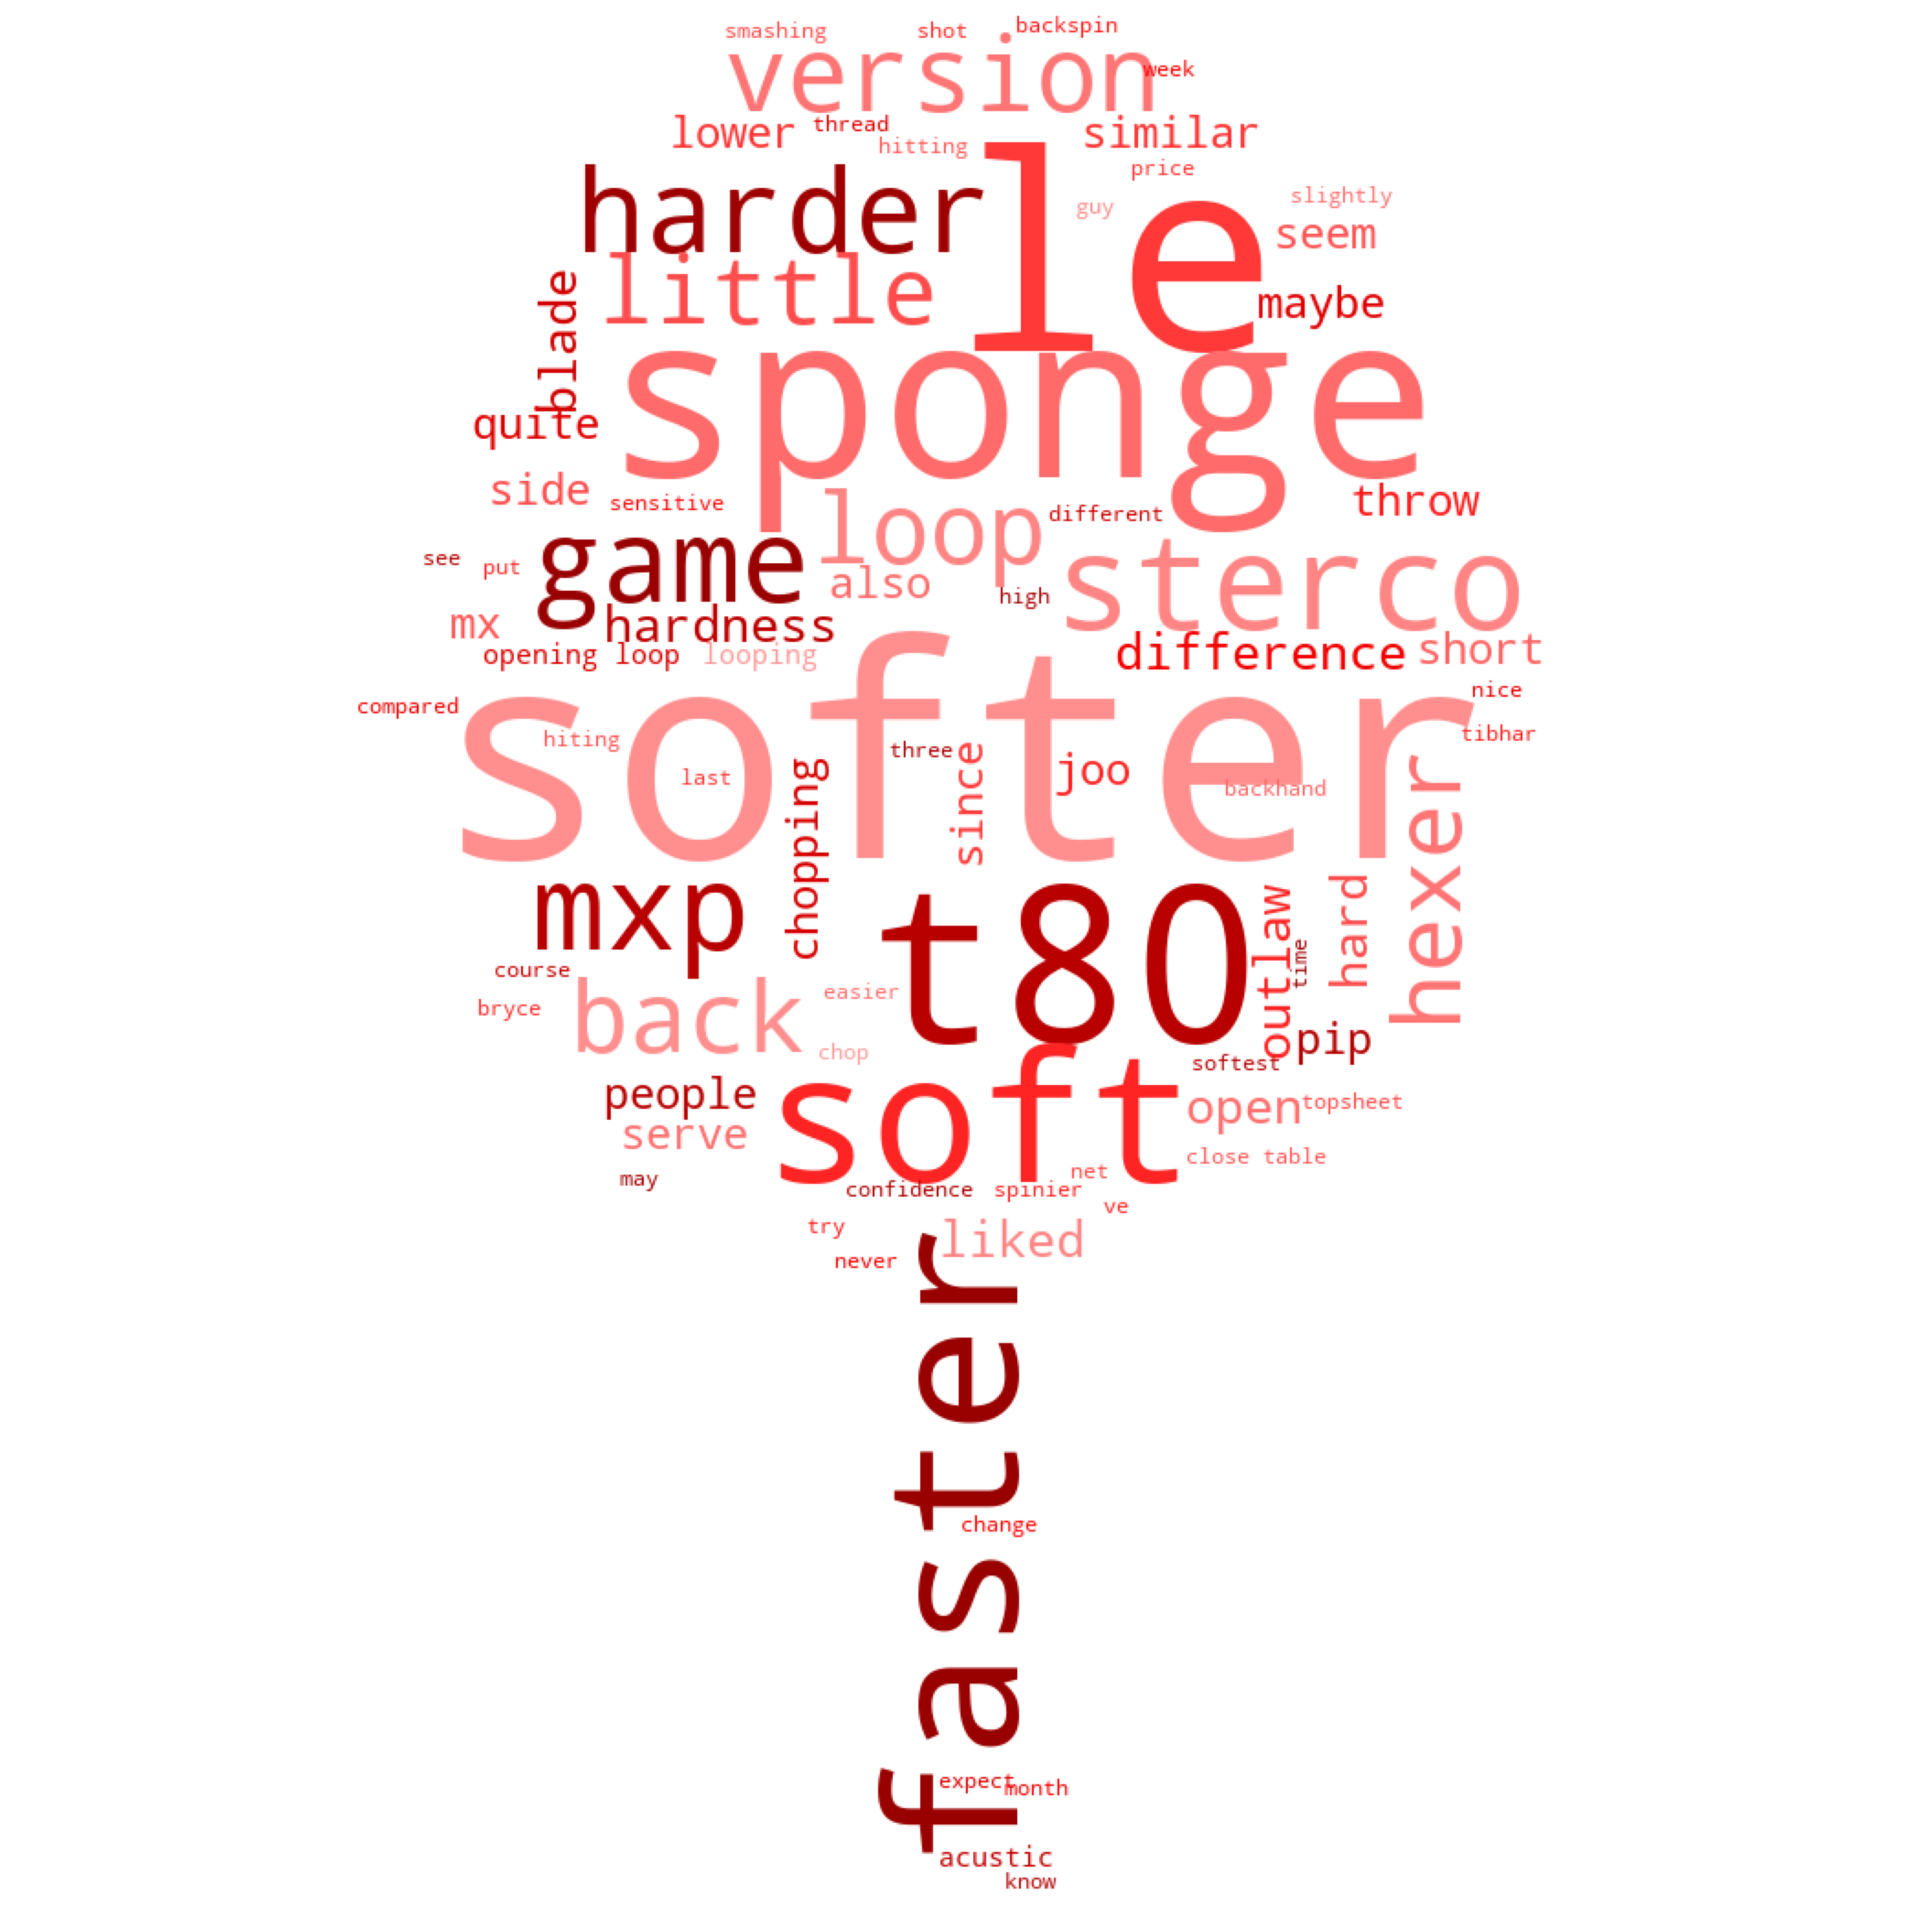 smashing
shot
backspin
version
week
lower
thread
similar
hitting
le
price
harder
guy
slightly
seem
little
maybe
blade
sponge
quite
side
sensitive
loop
different
throw
game
sterco
see
put
also
high
mx
hardness
difference
short
opening loop
looping
softer
nice
compared
tibhar
hiting
three
since
joo
last
chopping
backhand
hexer
mxp
t80
outlaw
hard
time
course
back
easier
bryce
pip
chop
soft
softest
people
open
topsheet
serve
close table
net
may
confidence
spinier
ve
try
liked
never
faster
change
expect
month
acustic
know